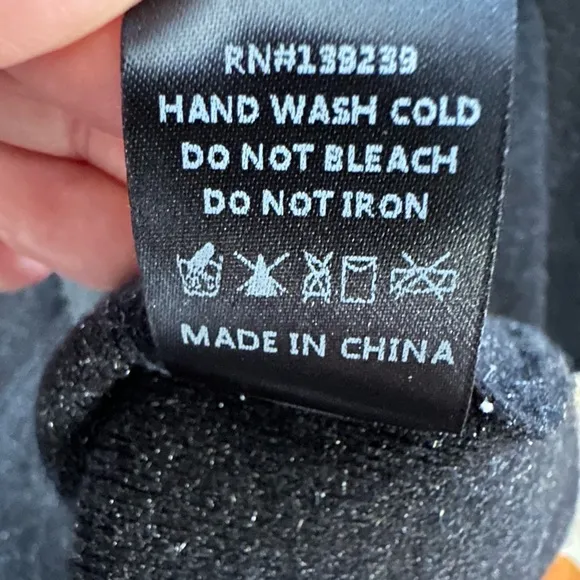 RN#139239
HAND WASH COLD
DO NOT BLEACH
DO NOT IRON
MADE IN CHINA